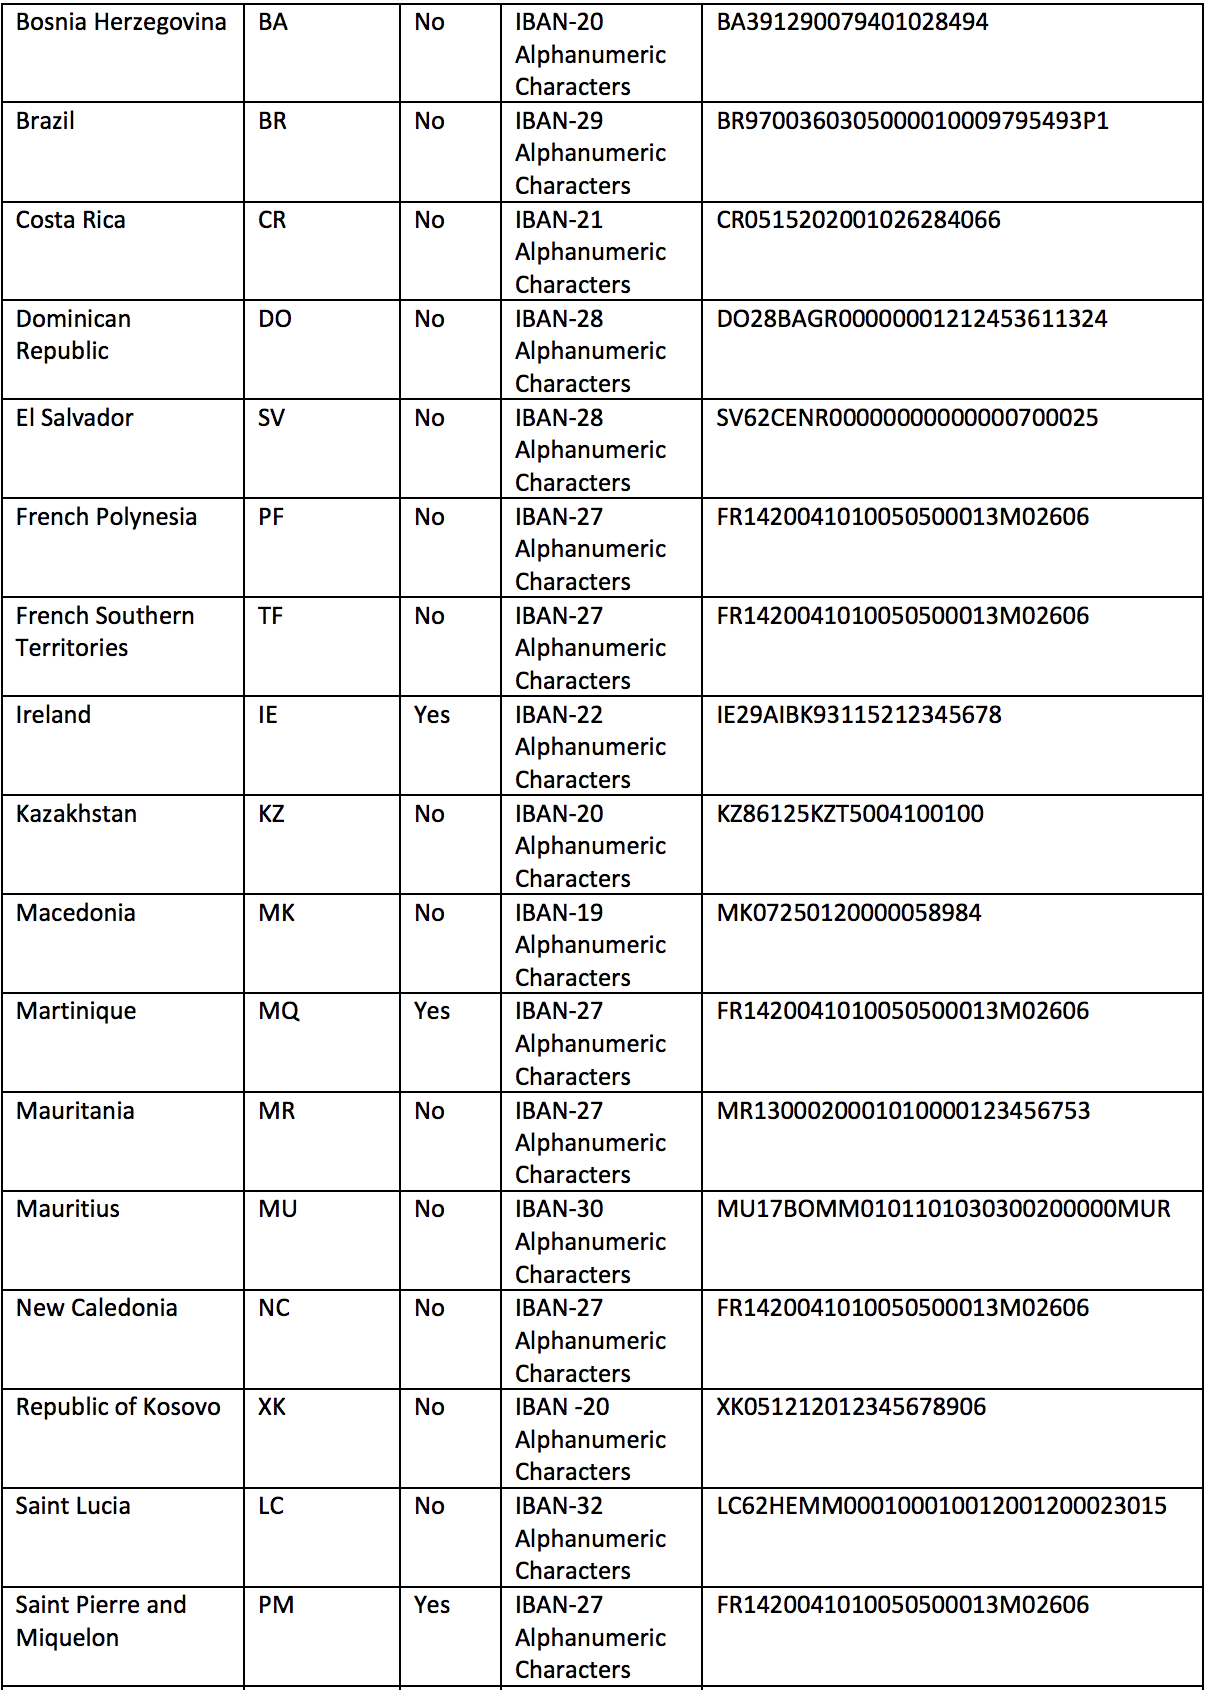 Bosnia Herzegovina BA No IBAN-20 BA391290079401028494
Alphanumeric
Characters
Brazil BR No IBAN-29 BR9700360305000010009795493P1
Alphanumeric
Characters
Costa Rica CR No IBAN-21 CR0515202001026284066
Alphanumeric
Characters
Dominican DO No IBAN-28 DO28BAGR00000001212453611324
Republic Alphanumeric
Characters
El Salvador SV No IBAN-28 SV62CENR00000000000000700025
Alphanumeric
Characters
French Polynesia PF No IBAN-27 FR1420041010050500013M02606
Alphanumeric
Characters
French Southern TF No IBAN-27 FR1420041010050500013M02606
Territories Alphanumeric
Characters
Ireland IE Yes IBAN-22 IE29AIBK93115212345678
Alphanumeric
Characters
Kazakhstan KZ No IBAN-20 KZ86125KZT5004100100
Alphanumeric
Characters
Macedonia MK No IBAN-19 MK07250120000058984
Alphanumeric
Characters
Martinique MQ Yes IBAN-27 FR1420041010050500013M02606
Alphanumeric
Characters
Mauritania MR No IBAN-27 MR1300020001010000123456753
Alphanumeric
Characters
Mauritius MU No IBAN-30 MU17BOMM0101101030300200000MUR
Alphanumeric
Characters
New Caledonia NC No IBAN-27 FR1420041010050500013M02606
Alphanumeric
Characters
Republic of Kosovo XK No IBAN -20 XK051212012345678906
Alphanumeric
Characters
Saint Lucia LC No IBAN-32 LC62HEMM000100010012001200023015
Alphanumeric
Characters
Saint Pierre and PM Yes IBAN-27 FR1420041010050500013M02606
Miquelon Alphanumeric
Characters